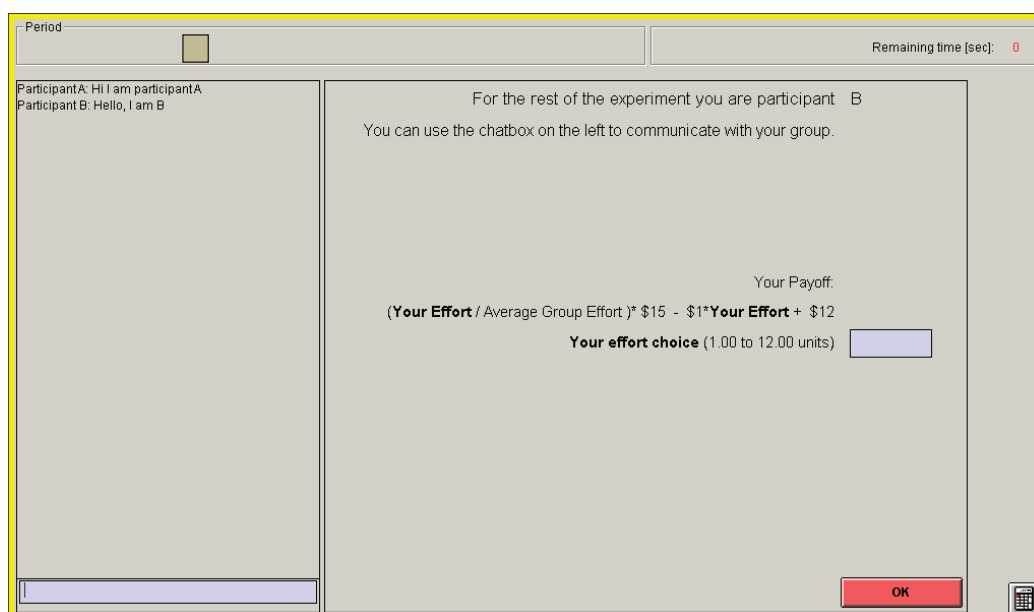 Period
Remaining time [sec]: 0
ParticipantA: Hi I am participantA
Participant B: Hello, I am B
For the rest of the experiment you are participant B
You can use the chatbox on the left to communicate with your group.
Your Payoff:
(Your Effort / Average Group Effort )* $15 - $1*Your Effort + $12
Your effort choice (1.00 to 12.00 units)
OK